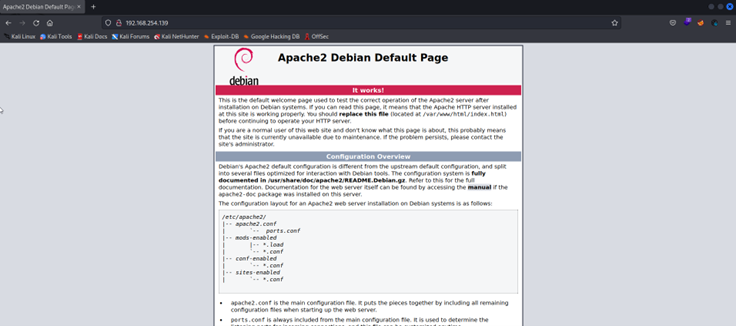 Apache2 Debian Default Pag
192.168.254.139
Kali Linux Kali Tools Kali Docs Kali Forums Kali NetHunter Exploit-DB Google Hacking DB OffSec
Apache2 Debian Default Page
debian
It works!
This is the default welcome page used to test the correct operation of the Apache2 server after
installation on Debian systems. If you can read this page, it means that the Apache HTTP server installed
at this site is working properly. You should replace this file (located at /var/www/html/index.html)
before continuing to operate your HTTP server.
If you are a normal user of this web site and don't know what this page is about, this probably means
that the site is currently unavailable due to maintenance. If the problem persists, please contact the
site's administrator.
Configuration Overview
Debian's Apache2 default configuration is different from the upstream default configuration, and split
into several files optimized for interaction with Debian tools. The configuration system is fully
documented in /usr/share/doc/apache2/README.Debian.gz. Refer to this for the full
documentation. Documentation for the web server itself can be found by accessing the manual if the
apache2-doc package was installed on this server.
The configuration layout for an Apache2 web server installation on Debian systems is as follows:
/etc/apache2/
|-- apache2.conf
|       `--  ports.conf
|-- mods-enabled
|       |-- *.load
|       `-- *.conf
|-- conf-enabled
|       `-- *.conf
|-- sites-enabled
|       `-- *.conf
• apache2.conf is the main configuration file. It puts the pieces together by including all remaining
configuration files when starting up the web server.
• ports.conf is always included from the main configuration file. It is used to determine the